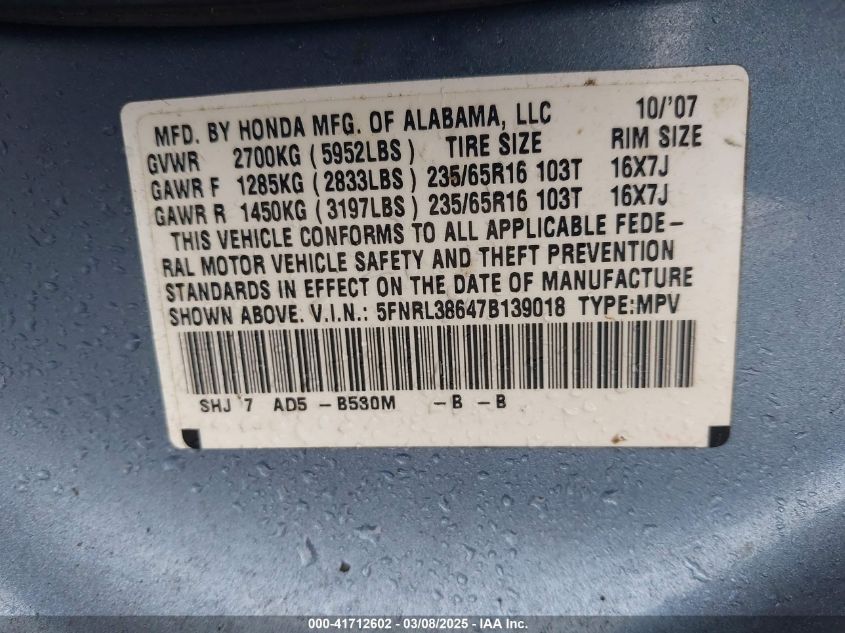 MFD. BY HONDA MFG. OF ALABAMA, LLC 10/'07
GVWR 2700KG (5952LBS) TIRE SIZE RIM SIZE
GAWR F 1285KG (2833LBS) 235/65R16 103T 16X7J
GAWR R 1450KG (3197LBS) 235/65R16 103T 16X7J
THIS VEHICLE CONFORMS TO ALL APPLICABLE FEDE-
RAL MOTOR VEHICLE SAFETY AND THEFT PREVENTION
STANDARDS IN EFFECT ON THE DATE OF MANUFACTURE
SHOWN ABOVE. V.I.N.: 5FNRL38647B139018 TYPE:MPV
SHJ '7 AD5 -B530M -B -B
000-41712602 - 03/08/2025 - IAA Inc.